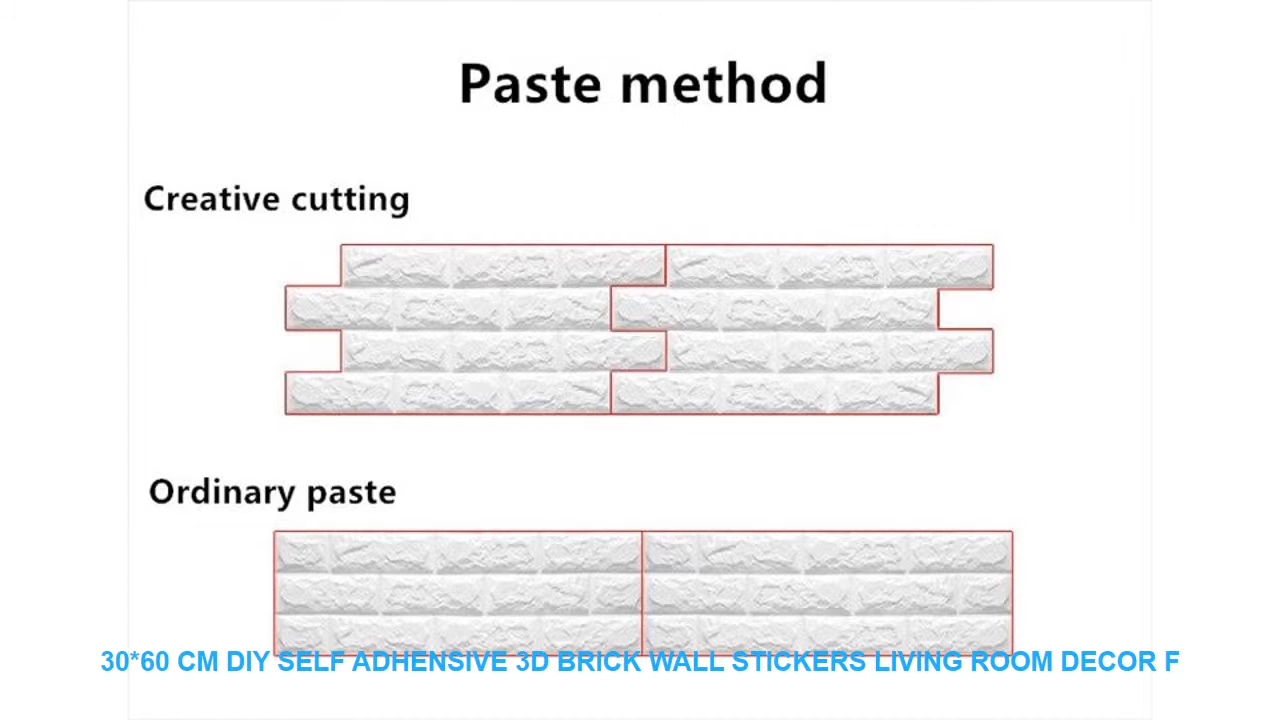 Paste method
Creative cutting
Ordinary paste
30*60 CM DIY SELF ADHENSIVE 3D BRICK WALL STICKERS LIVING ROOM DECOR F